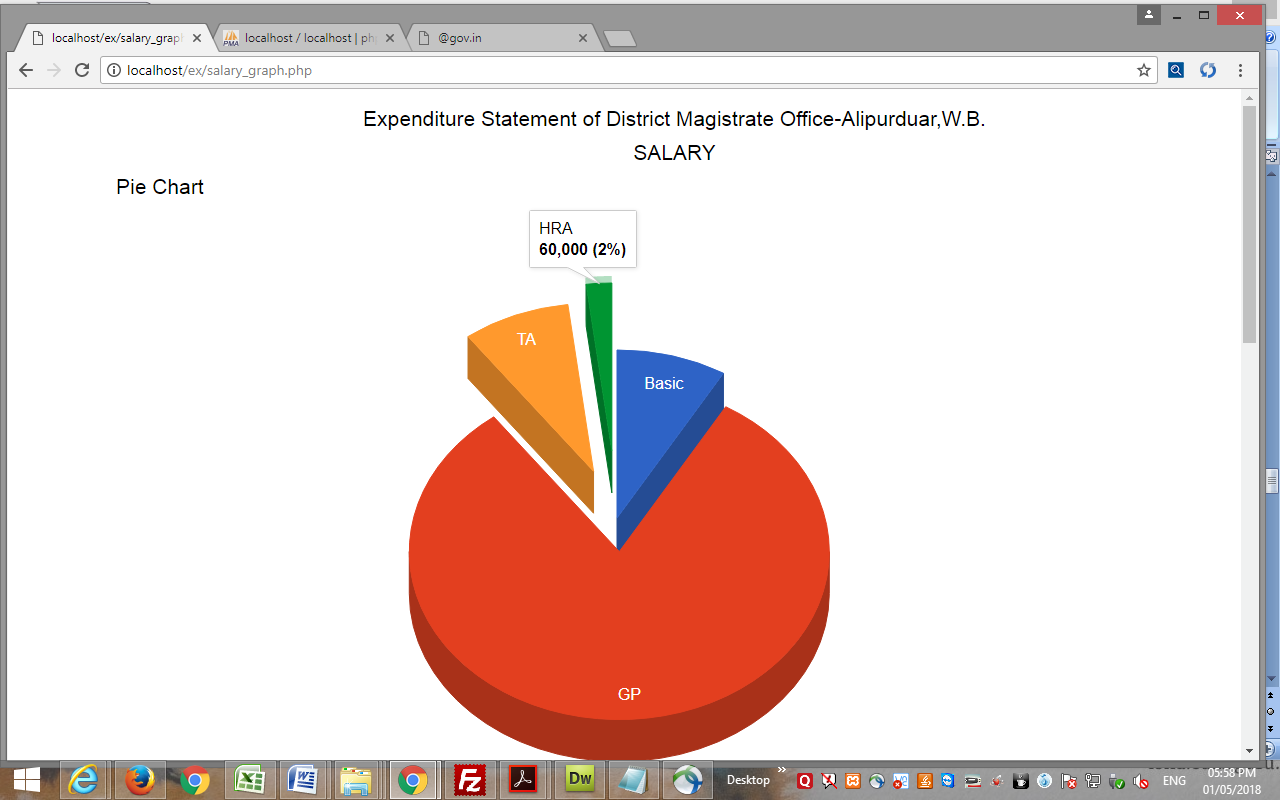 localhost/ex/salary_grap
localhost / localhost | ph
@gov.in
localhost/ex/salary_graph.php
Expenditure Statement of District Magistrate Office-Alipurduar,W.B.
SALARY
Pie Chart
HRA
60,000 (2%)
TA
Basic
GP
Desktop
ENG
05:58 PM
01/05/2018